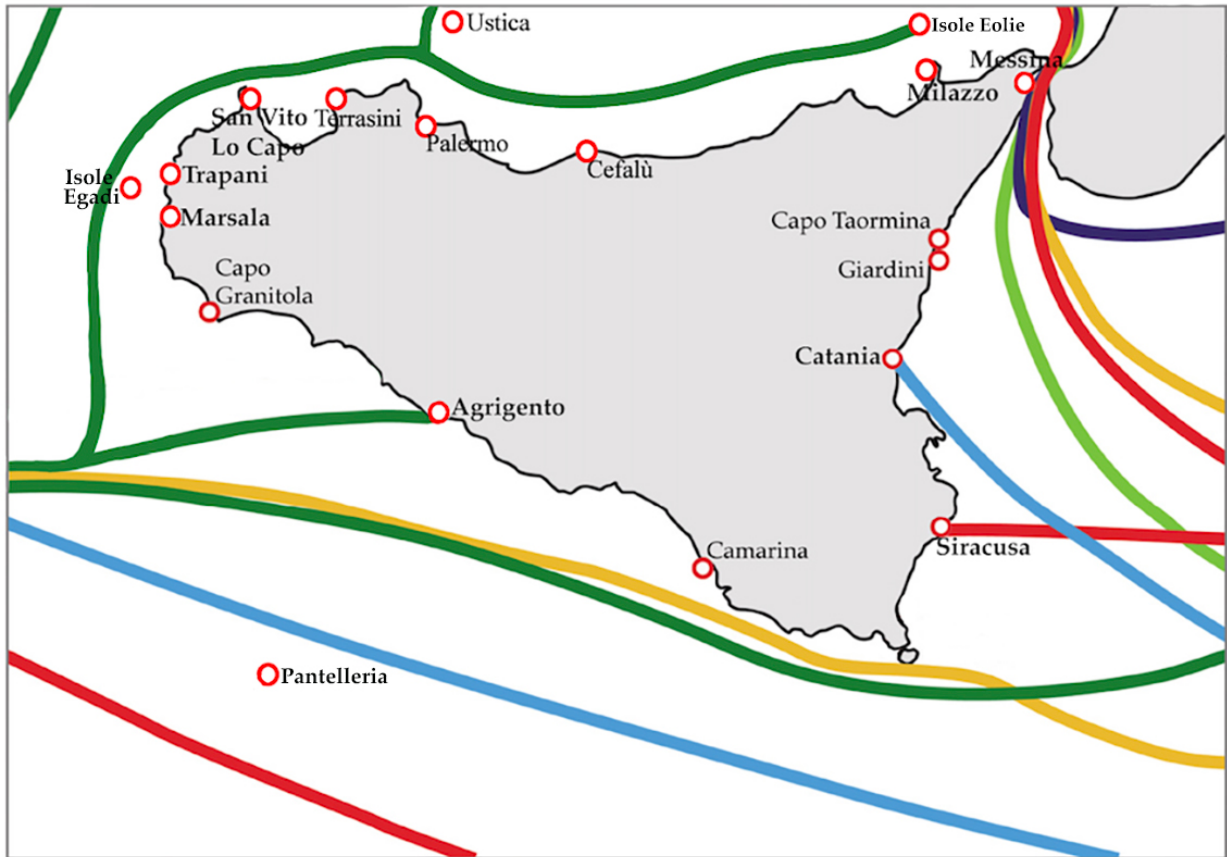 Ustica
Isole Eolie
Messina
Milazzo
San Vito
Lo Capo
Terrasini
Palermo
Cefalù
Isole
Egadi
Trapani
Marsala
Capo Taormina
Giardini
Capo
Granitola
Catania
Agrigento
Siracusa
Camarina
Pantelleria